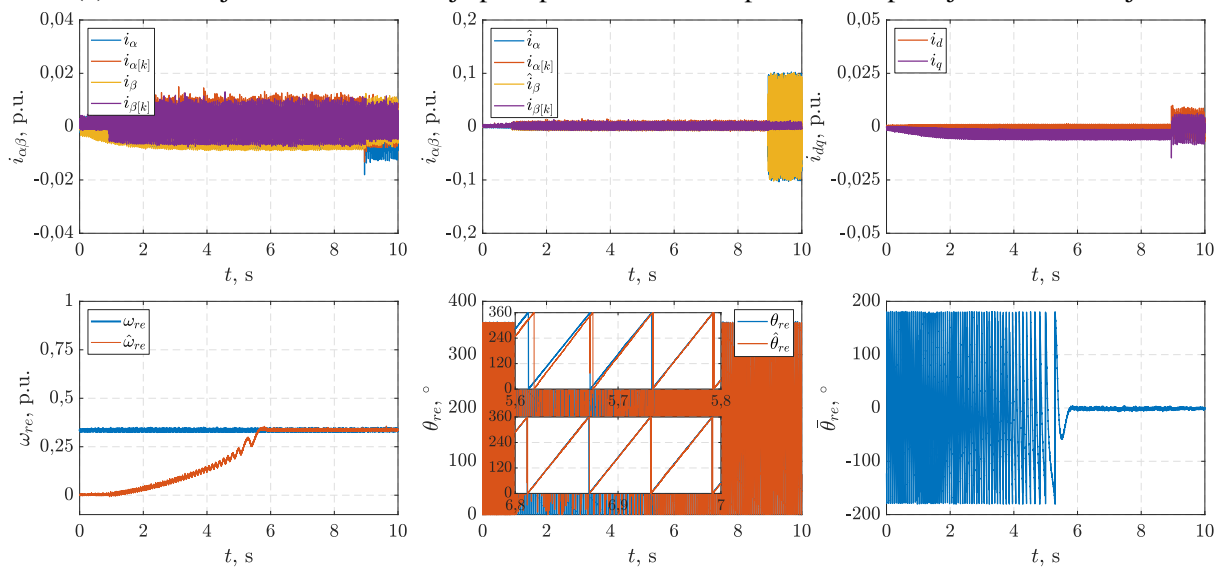 0,04
0,02
0
-0,02
-0,04
i_α
i_{α[k]}
i_β
i_{β[k]}
i_{αβ}, p.u.
0 2 4 6 8 10
t, s
0,2
0,1
0
-0,1
-0,2
î_α
i_{α[k]}
î_β
i_{β[k]}
i_{αβ}, p.u.
0 2 4 6 8 10
t, s
0,05
0,025
0
-0,025
-0,05
i_d
i_q
i_{dq}, p.u.
0 2 4 6 8 10
t, s
1
0,75
0,5
0,25
0
ω_{re}
ω̂_{re}
ω_{re}, p.u.
0 2 4 6 8 10
t, s
400
300
200
100
0
360
240
120
0
5,6 5,7 5,8
360
240
120
0
6,8 6,9 7
θ_{re}
θ̂_{re}
θ_{re}, °
0 2 4 6 8 10
t, s
200
100
0
-100
-200
θ̄_{re}, °
0 2 4 6 8 10
t, s